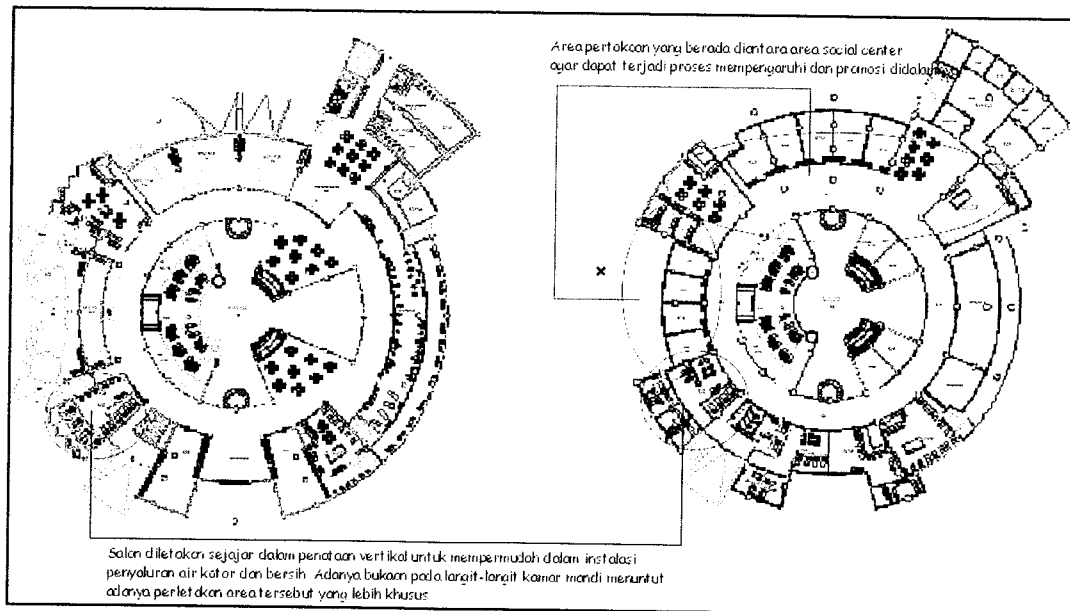 Area pertokoan yang berada diantara area social center
agar dapat terjadi proses mempengaruhi dan promosi didalam
Salon diletakan sejajar dalam penataan vertikal untuk mempermudah dalam instalasi
penyaluran air kotor dan bersih. Adanya bukaan pada langit-langit kamar mandi menuntut
adanya perletakan area tersebut yang lebih khusus